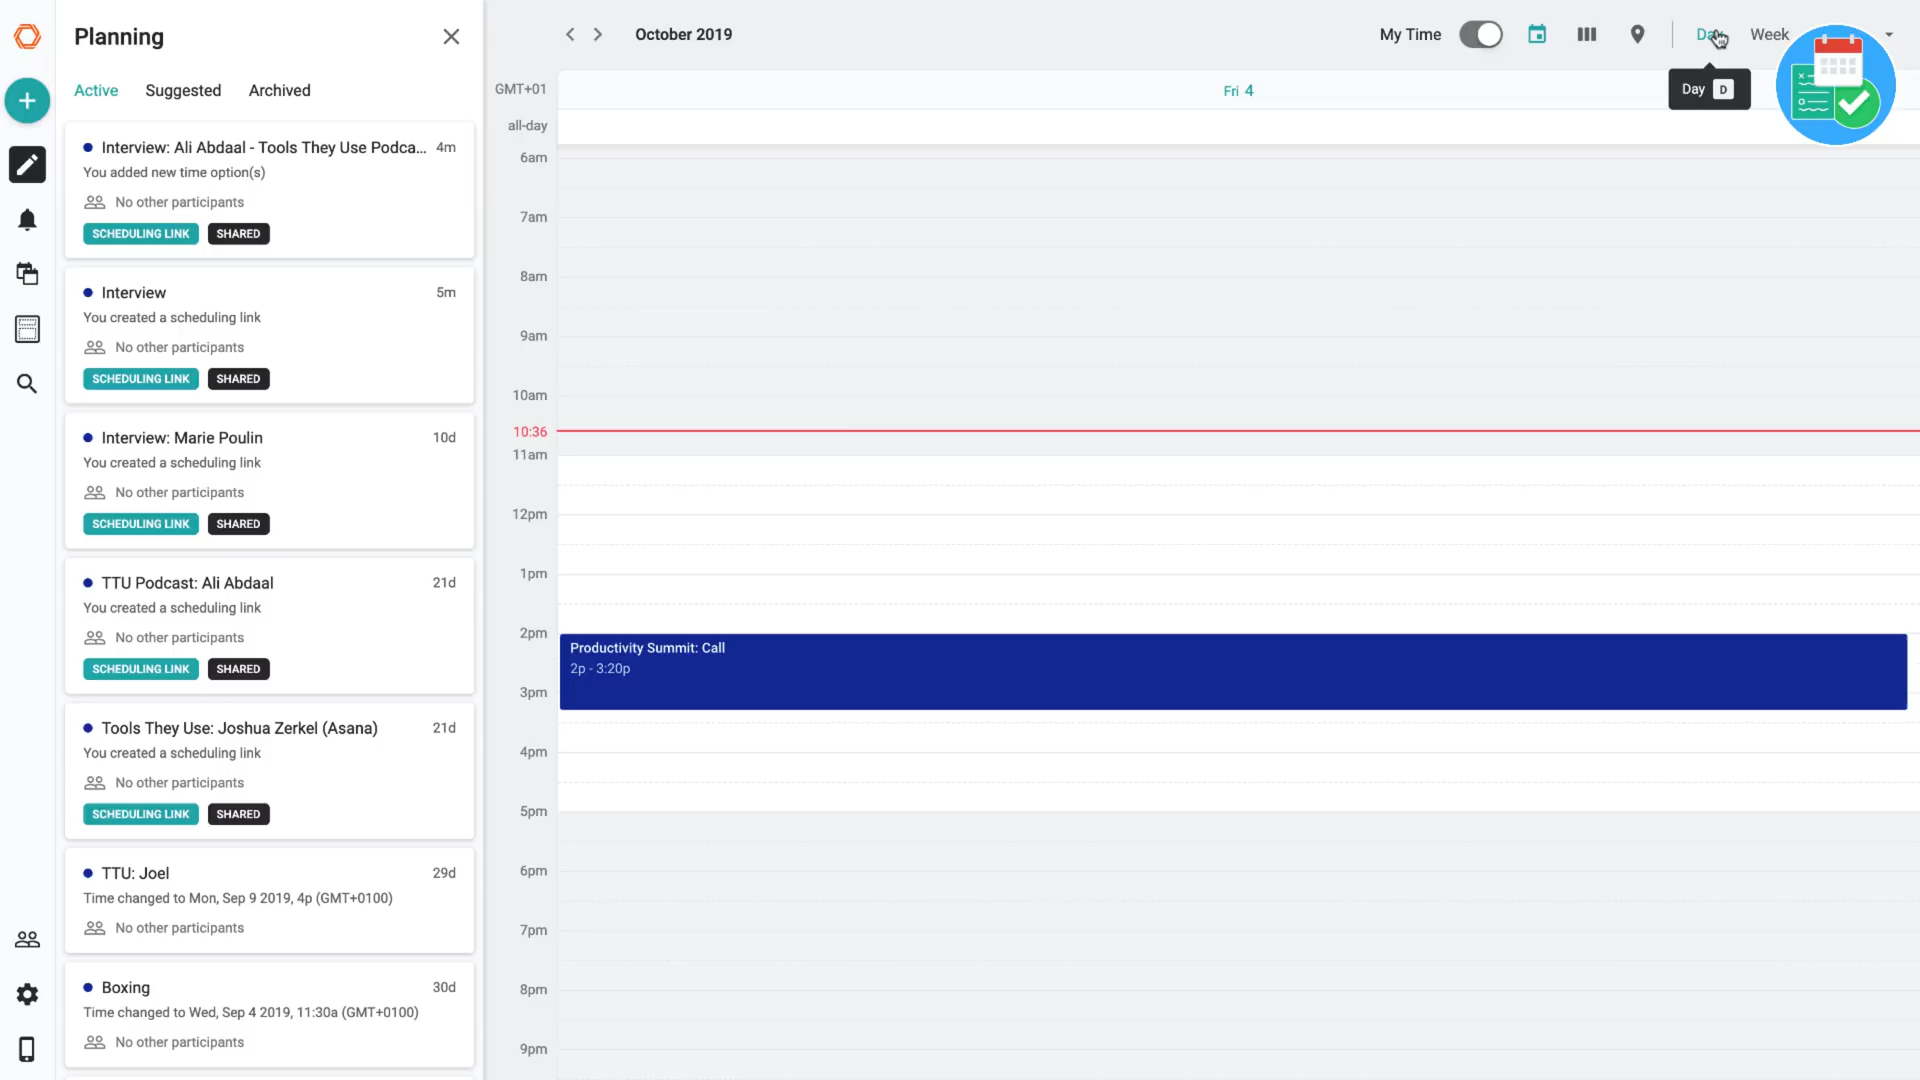 Planning
Active Suggested Archived
Interview: Ali Abdaal - Tools They Use Podca... 4m
You added new time option(s)
No other participants
SCHEDULING LINK SHARED
Interview 5m
You created a scheduling link
No other participants
SCHEDULING LINK SHARED
Interview: Marie Poulin 10d
You created a scheduling link
No other participants
SCHEDULING LINK SHARED
TTU Podcast: Ali Abdaal 21d
You created a scheduling link
No other participants
SCHEDULING LINK SHARED
Tools They Use: Joshua Zerkel (Asana) 21d
You created a scheduling link
No other participants
SCHEDULING LINK SHARED
TTU: Joel 29d
Time changed to Mon, Sep 9 2019, 4p (GMT+0100)
No other participants
Boxing 30d
Time changed to Wed, Sep 4 2019, 11:30a (GMT+0100)
No other participants
October 2019 My Time Week
Day D
GMT+01 Fri 4
all-day
6am
7am
8am
9am
10am
10:36
11am
12pm
1pm
2pm
Productivity Summit: Call
2p - 3:20p
3pm
4pm
5pm
6pm
7pm
8pm
9pm